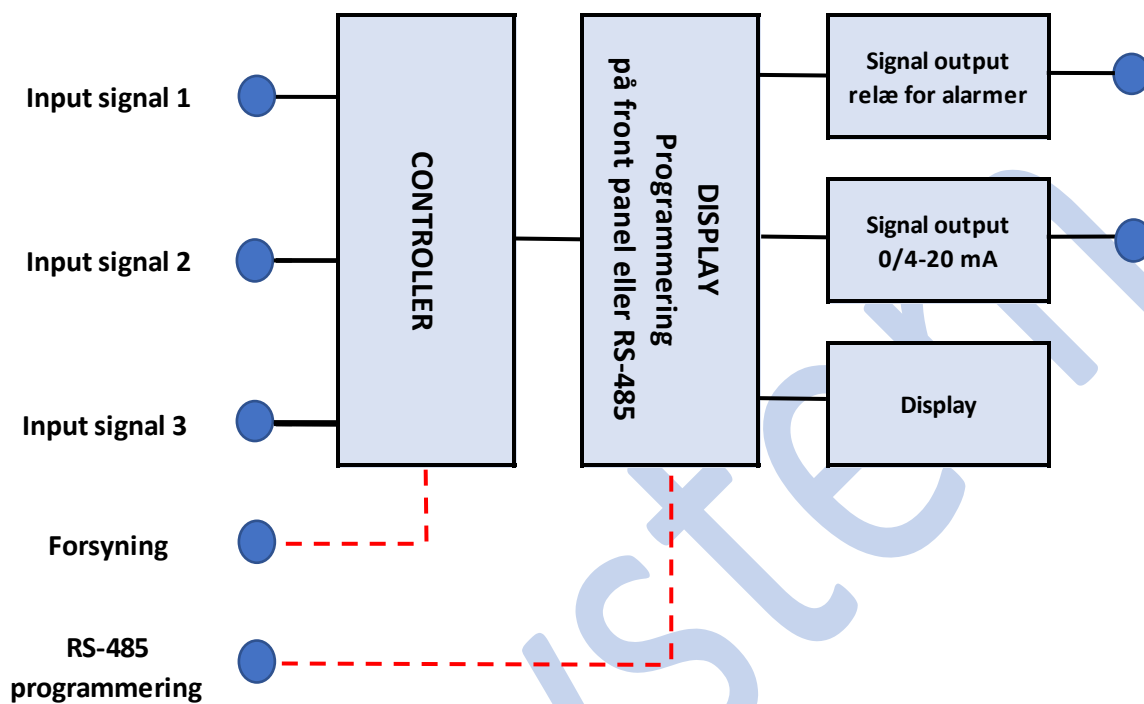 Input signal 1
Input signal 2
Input signal 3
Forsyning
RS-485
programmering
CONTROLLER
DISPLAY
Programmering
på front panel eller RS-485
Signal output
relæ for alarmer
Signal output
0/4-20 mA
Display